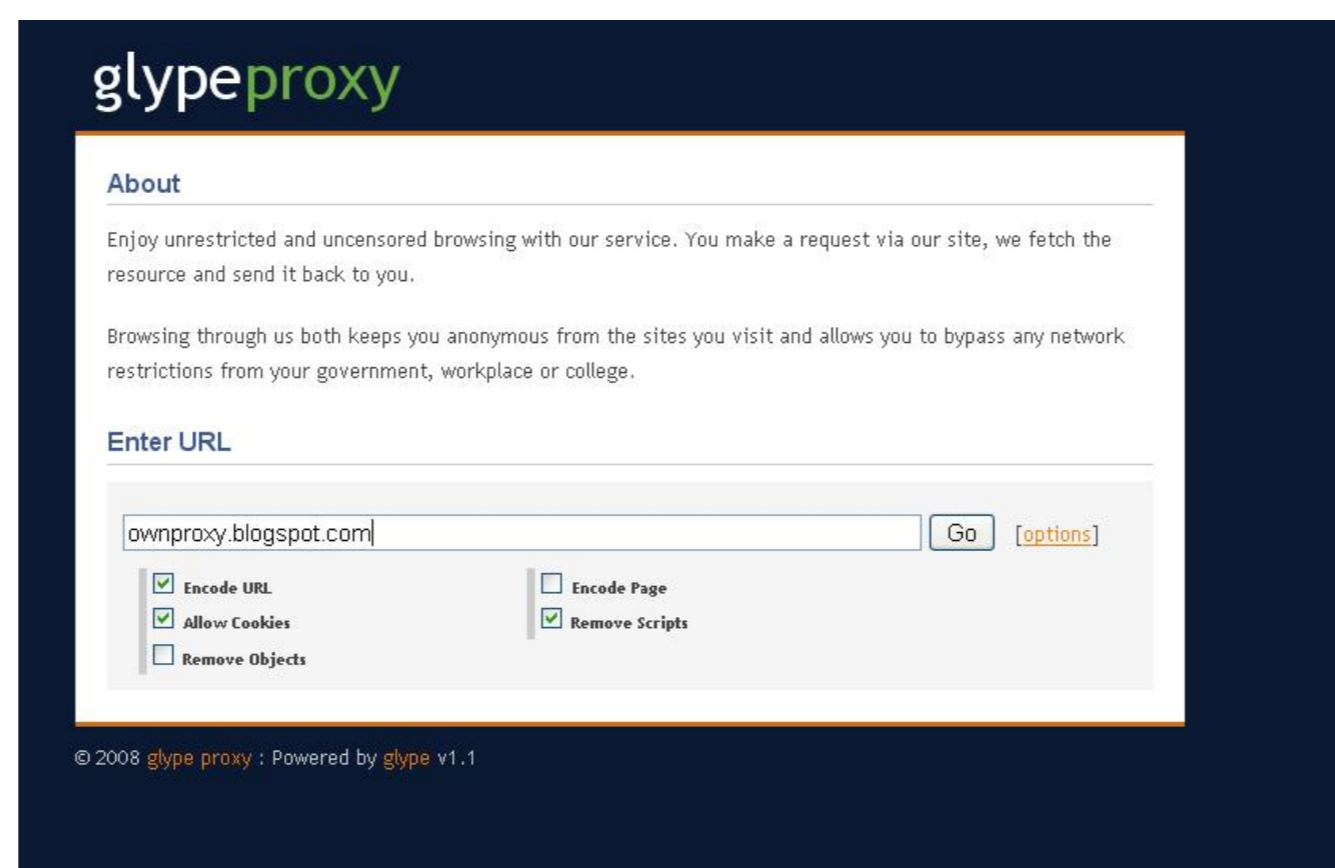 glypeproxy
About
Enjoy unrestricted and uncensored browsing with our service. You make a request via our site, we fetch the
resource and send it back to you.
Browsing through us both keeps you anonymous from the sites you visit and allows you to bypass any network
restrictions from your government, workplace or college.
Enter URL
ownproxy.blogspot.com Go [options]
Encode URL Encode Page
Allow Cookies Remove Scripts
Remove Objects
© 2008 glype proxy : Powered by glype v1.1